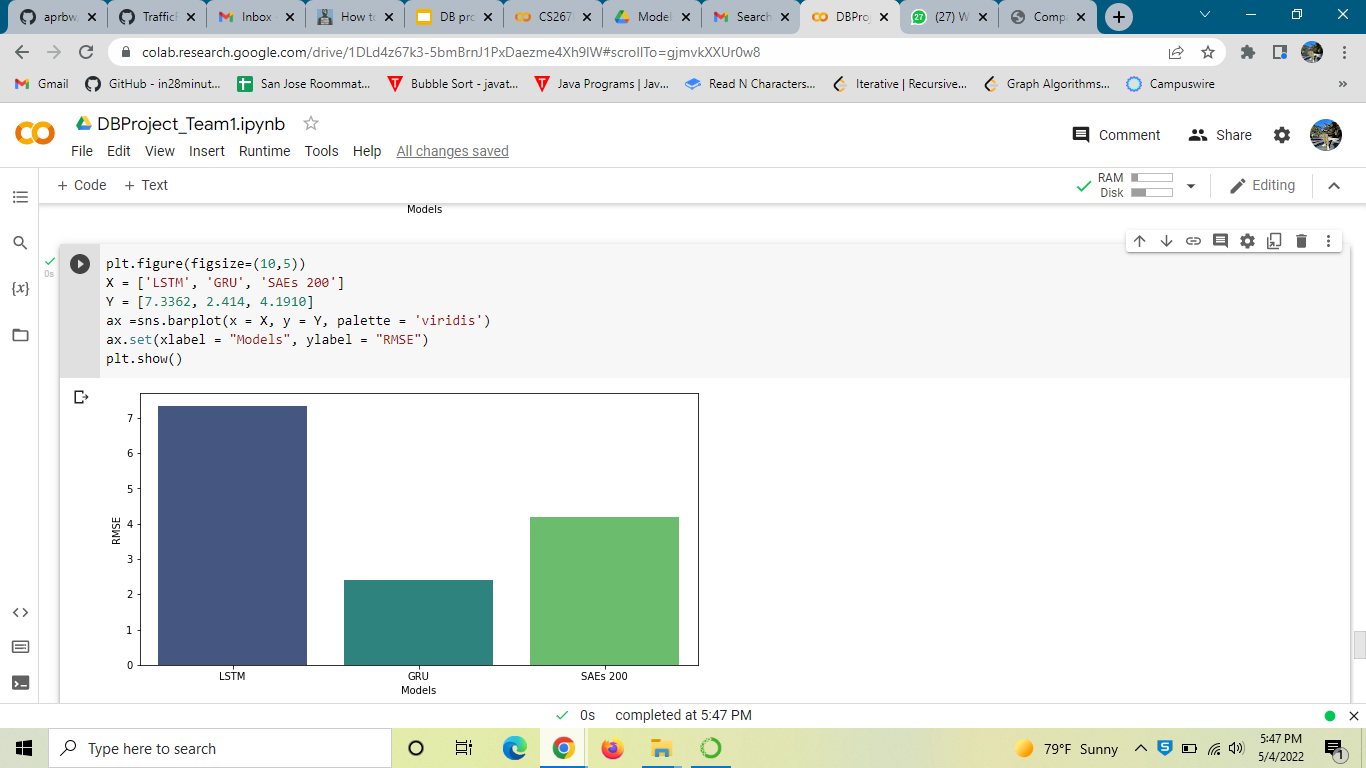 aprbw
Traffic
Inbox
How to
DB pro
CS267
Model
Search
DBProj
27
(27) W
Comp
colab.research.google.com/drive/1DLd4z67k3-5bmBrnJ1PxDaezme4Xh9lW#scrollTo=gjmvkXXUr0w8
Gmail
GitHub - in28minut...
San Jose Roommat...
Bubble Sort - javat...
Java Programs | Jav...
Read N Characters...
Iterative | Recursive...
Graph Algorithms...
Campuswire
»
DBProject_Team1.ipynb
Comment
Share
File Edit View Insert Runtime Tools Help All changes saved
+ Code + Text
RAM
Disk
Editing
Models
0s
{x}
plt.figure(figsize=(10,5))
X = ['LSTM', 'GRU', 'SAEs 200']
Y = [7.3362, 2.414, 4.1910]
ax =sns.barplot(x = X, y = Y, palette = 'viridis')
ax.set(xlabel = "Models", ylabel = "RMSE")
plt.show()
7
6
5
4
3
2
1
0
RMSE
LSTM GRU SAEs 200
Models
0s completed at 5:47 PM
Type here to search
79°F Sunny
5:47 PM
5/4/2022
1